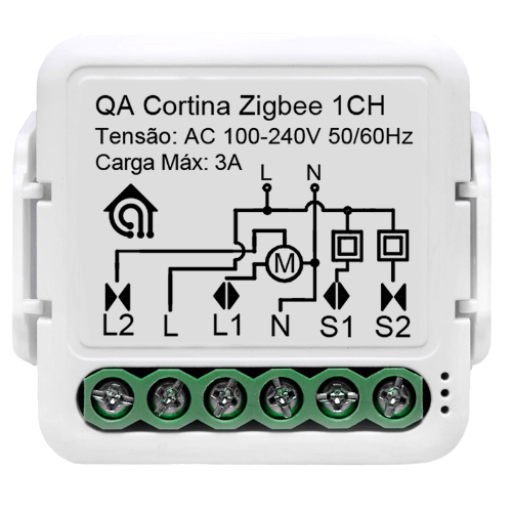 QA Cortina Zigbee 1CH
Tensão: AC 100-240V 50/60Hz
Carga Máx: 3A
L N
M
L2 L L1 N S1 S2